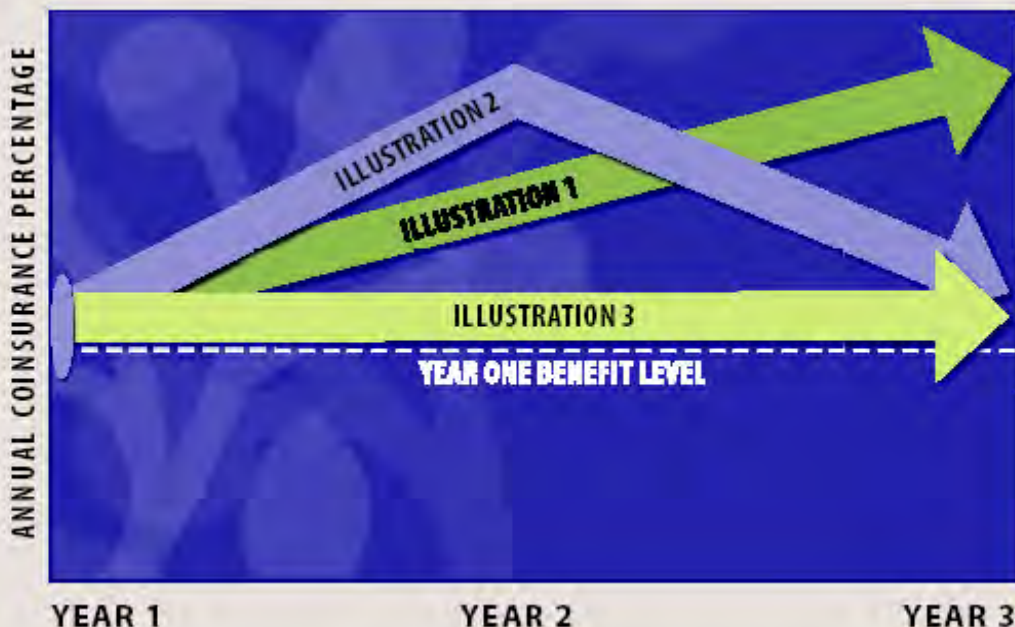 ANNUAL COINSURANCE PERCENTAGE
ILLUSTRATION 2
ILLUSTRATION 1
ILLUSTRATION 3
YEAR ONE BENEFIT LEVEL
YEAR 1 YEAR 2 YEAR 3